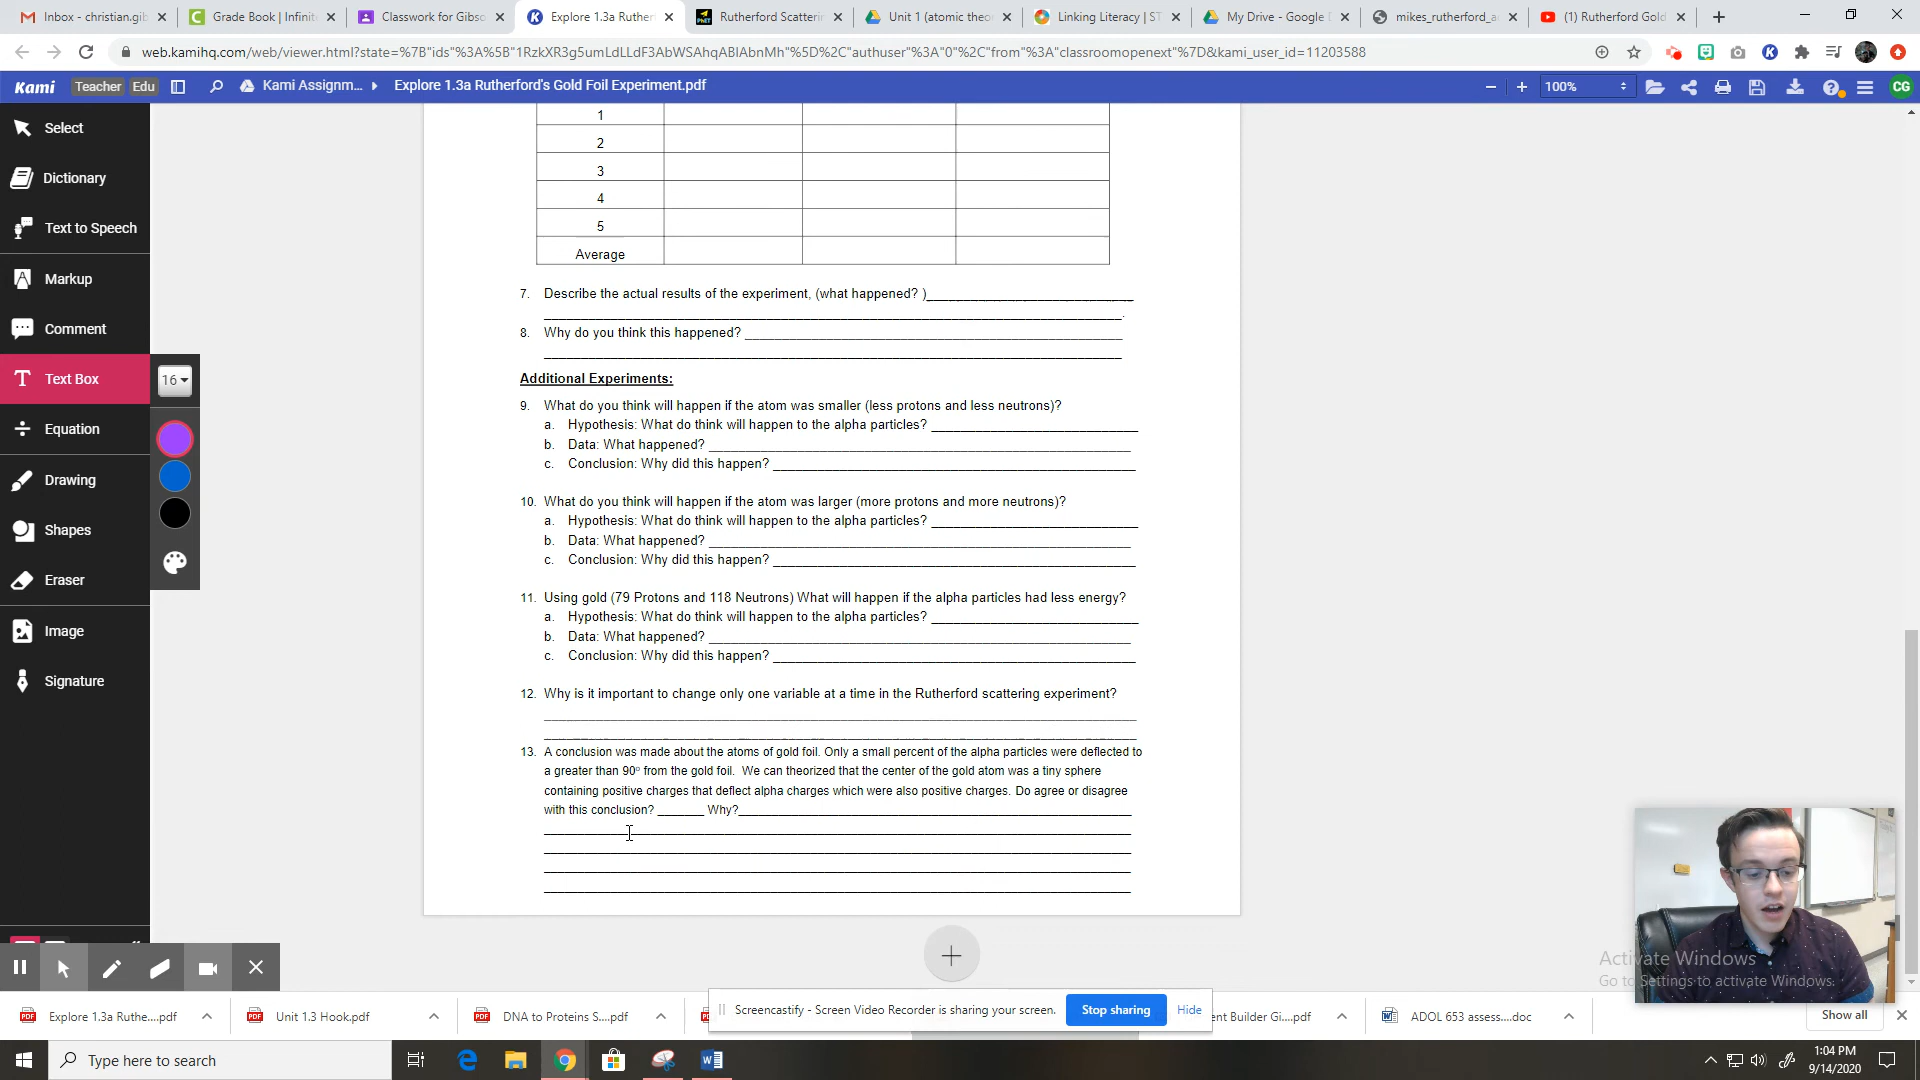 Inbox - christian.gib
Grade Book | Infinit
Classwork for Gibso
Explore 1.3a Ruther
Rutherford Scatterin
Unit 1 (atomic theo
Linking Literacy | ST
My Drive - Google D
mikes_rutherford_a
(1) Rutherford Gold
web.kamihq.com/web/viewer.html?state=%7B"ids"%3A%5B"1RzkXR3g5umLdLLdF3AbWSAhqABIAbnMh"%5D%2C"authuser"%3A"0"%2C"from"%3A"classroomopenext"%7D&kami_user_id=11203588
Kami Teacher Edu Kami Assignm... Explore 1.3a Rutherford's Gold Foil Experiment.pdf 100% CG
Select
Dictionary
Text to Speech
Markup
Comment
Text Box 16
Equation
Drawing
Shapes
Eraser
Image
Signature
1
2
3
4
5
Average
7. Describe the actual results of the experiment, (what happened? )____
____.
8. Why do you think this happened? ____
Additional Experiments:
9. What do you think will happen if the atom was smaller (less protons and less neutrons)?
a. Hypothesis: What do think will happen to the alpha particles? ____
b. Data: What happened? ____
c. Conclusion: Why did this happen? ____
10. What do you think will happen if the atom was larger (more protons and more neutrons)?
a. Hypothesis: What do think will happen to the alpha particles? ____
b. Data: What happened? ____
c. Conclusion: Why did this happen? ____
11. Using gold (79 Protons and 118 Neutrons) What will happen if the alpha particles had less energy?
a. Hypothesis: What do think will happen to the alpha particles? ____
b. Data: What happened? ____
c. Conclusion: Why did this happen? ____
12. Why is it important to change only one variable at a time in the Rutherford scattering experiment?
13. A conclusion was made about the atoms of gold foil. Only a small percent of the alpha particles were deflected to
a greater than 90° from the gold foil. We can theorized that the center of the gold atom was a tiny sphere
containing positive charges that deflect alpha charges which were also positive charges. Do agree or disagree
with this conclusion? ____ Why?____
Activate Windows
Go to Settings to activate Windows.
Explore 1.3a Ruthe....pdf
Unit 1.3 Hook.pdf
DNA to Proteins S....pdf
Screencastify - Screen Video Recorder is sharing your screen. Stop sharing Hide
ent Builder Gi....pdf
ADOL 653 assess....doc
Show all
Type here to search
1:04 PM
9/14/2020